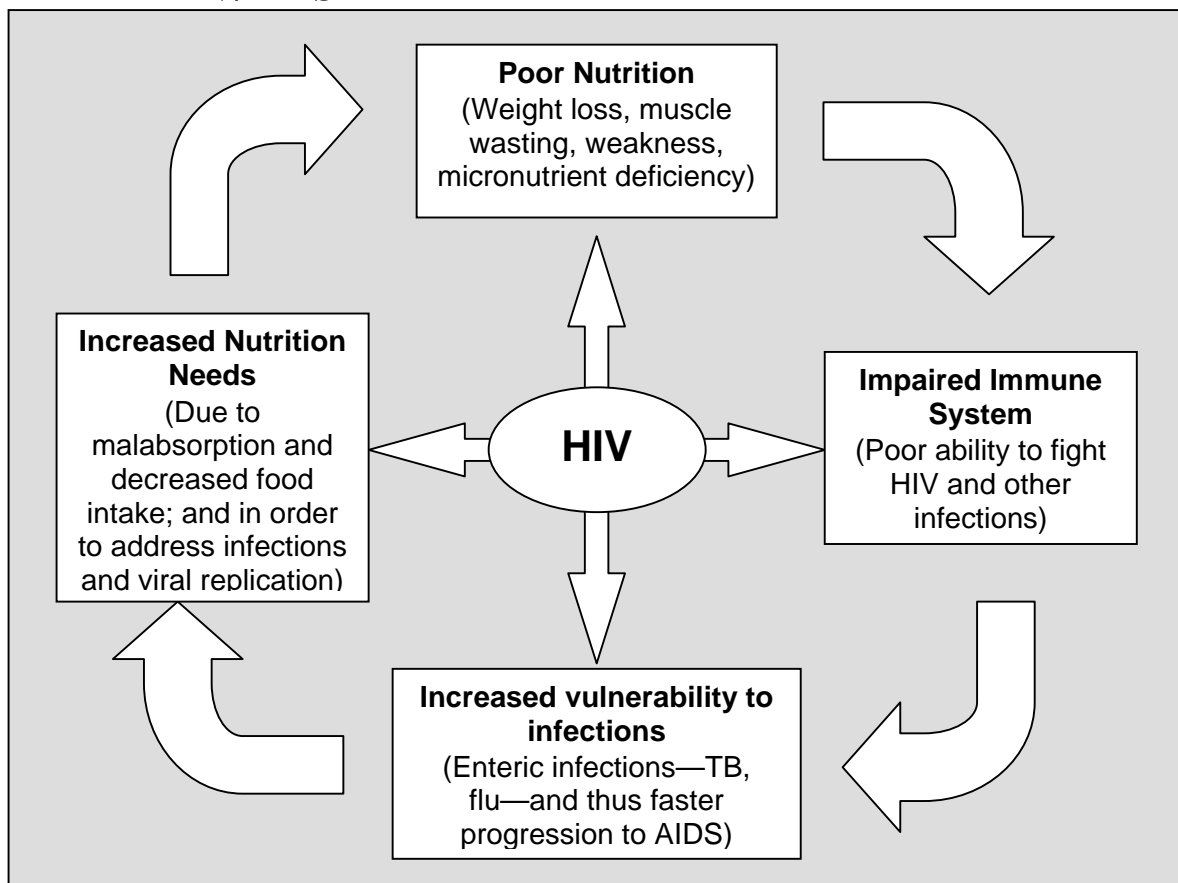 Poor Nutrition
(Weight loss, muscle
wasting, weakness,
micronutrient deficiency)
Increased Nutrition
Needs
(Due to
malabsorption and
decreased food
intake; and in order
to address infections
and viral replication)
HIV
Impaired Immune
System
(Poor ability to fight
HIV and other
infections)
Increased vulnerability to
infections
(Enteric infections—TB,
flu—and thus faster
progression to AIDS)